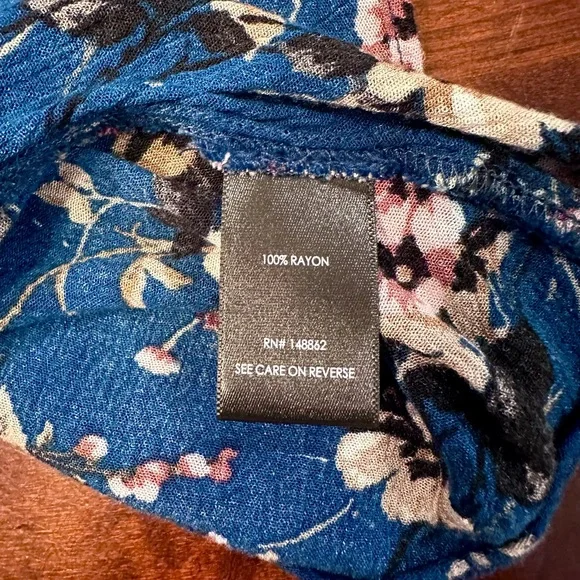 100% RAYON
RN# 148862
SEE CARE ON REVERSE